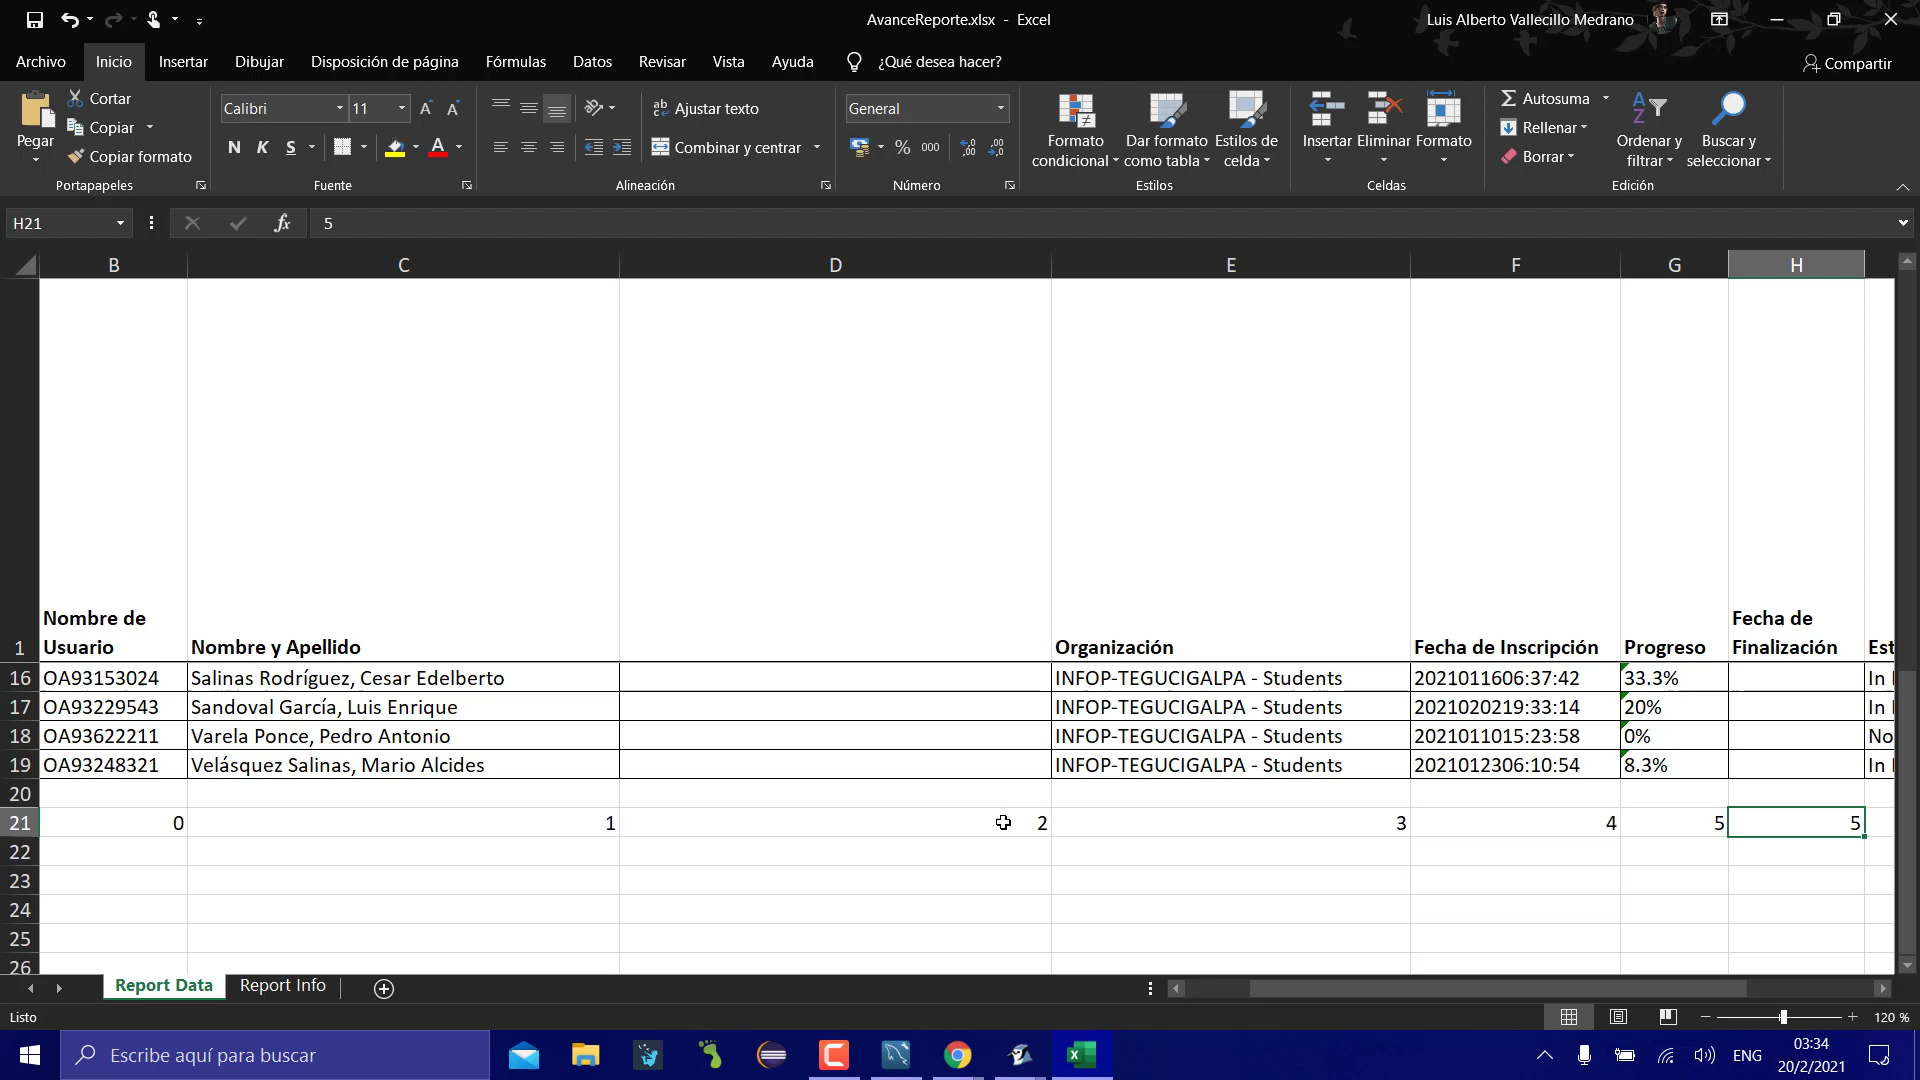 AvanceReporte.xlsx - Excel
Luis Alberto Vallecillo Medrano
Archivo Inicio Insertar Dibujar Disposición de página Fórmulas Datos Revisar Vista Ayuda ¿Qué desea hacer? Compartir
Pegar
Cortar
Copiar
Copiar formato
Portapapeles
Calibri 11
N K S
Fuente
Ajustar texto
Combinar y centrar
Alineación
General
% 000
Número
Formato condicional
Dar formato como tabla
Estilos de celda
Estilos
Insertar Eliminar Formato
Celdas
Autosuma
Rellenar
Borrar
Ordenar y filtrar
Buscar y seleccionar
Edición
H21 fx 5
B C D E F G H
1 Nombre de Usuario Nombre y Apellido Organización Fecha de Inscripción Progreso Fecha de Finalización Est
16 OA93153024 Salinas Rodríguez, Cesar Edelberto INFOP-TEGUCIGALPA - Students 2021011606:37:42 33.3% In
17 OA93229543 Sandoval García, Luis Enrique INFOP-TEGUCIGALPA - Students 2021020219:33:14 20% In
18 OA93622211 Varela Ponce, Pedro Antonio INFOP-TEGUCIGALPA - Students 2021011015:23:58 0% No
19 OA93248321 Velásquez Salinas, Mario Alcides INFOP-TEGUCIGALPA - Students 2021012306:10:54 8.3% In
20
21 0 1 2 3 4 5 5
22
23
24
25
26
Report Data Report Info
Listo
120 %
Escribe aquí para buscar
ENG
03:34
20/2/2021